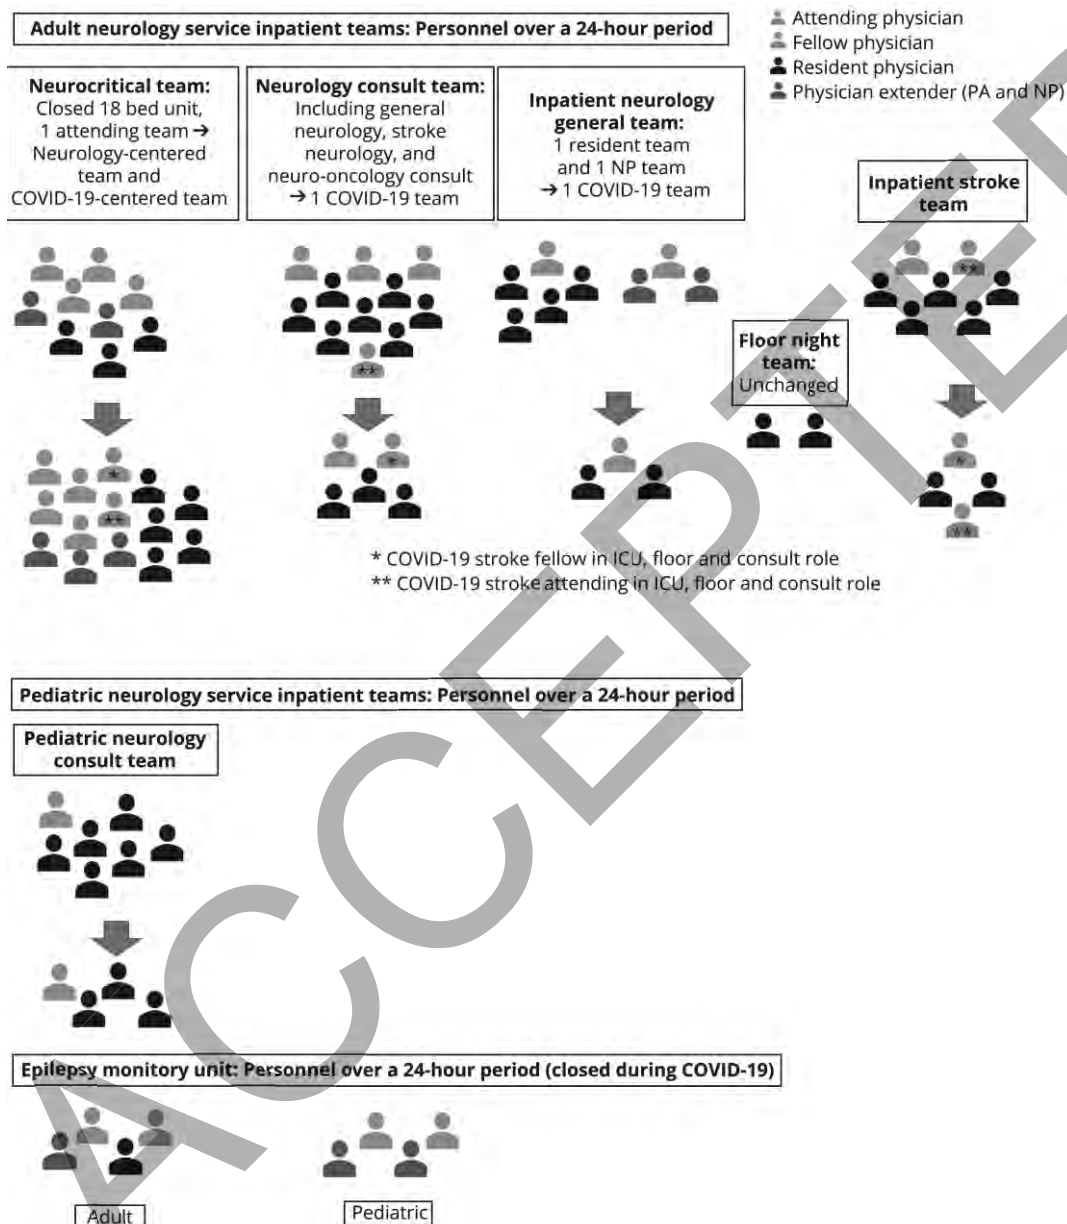 Adult neurology service inpatient teams: Personnel over a 24-hour period
Attending physician
Fellow physician
Resident physician
Physician extender (PA and NP)
Neurocritical team:
Closed 18 bed unit,
1 attending team →
Neurology-centered
team and
COVID-19-centered team
Neurology consult team:
Including general
neurology, stroke
neurology, and
neuro-oncology consult
→ 1 COVID-19 team
Inpatient neurology
general team:
1 resident team
and 1 NP team
→ 1 COVID-19 team
Inpatient stroke
team
**
**
Floor night
team:
Unchanged
*
**
*
*
**
* COVID-19 stroke fellow in ICU, floor and consult role
** COVID-19 stroke attending in ICU, floor and consult role
Pediatric neurology service inpatient teams: Personnel over a 24-hour period
Pediatric neurology
consult team
Epilepsy monitory unit: Personnel over a 24-hour period (closed during COVID-19)
Adult
Pediatric
ACCEPTED